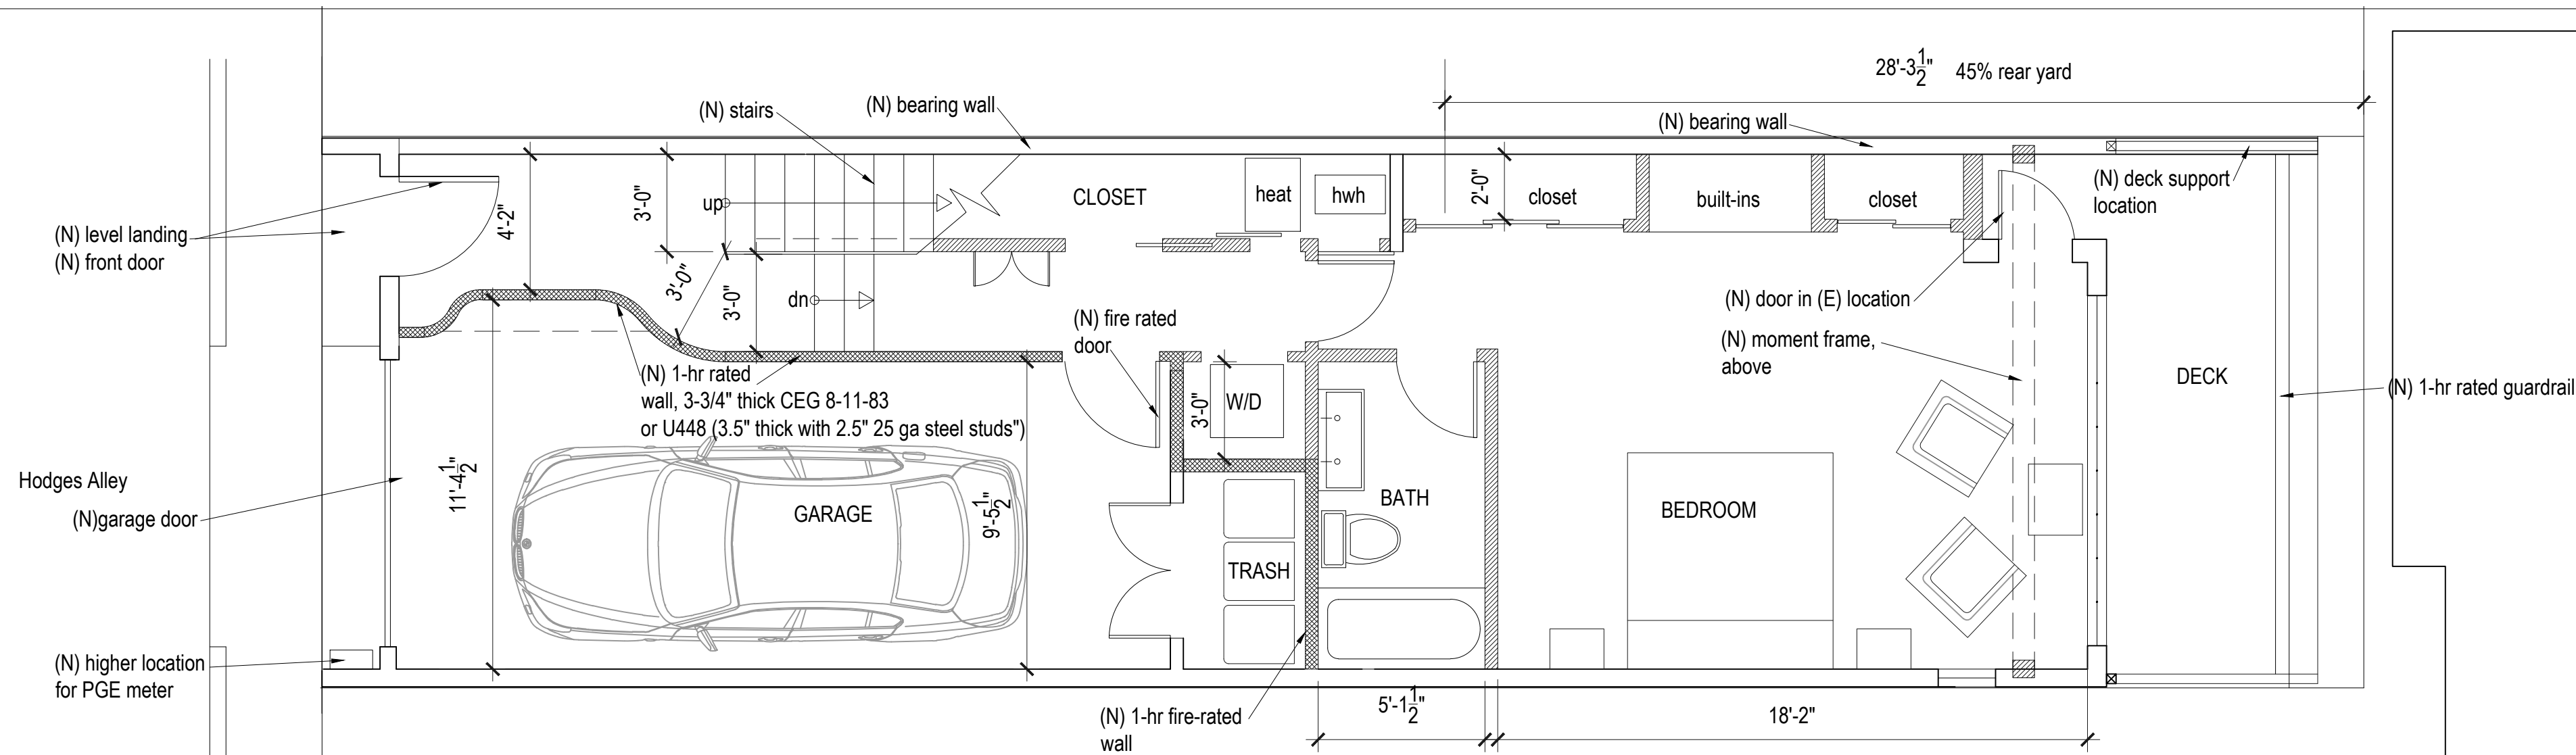 28'-3 1/2" 45% rear yard
(N) stairs
(N) bearing wall
(N) bearing wall
(N) level landing
(N) front door
4'-2"
3'-0"
up
CLOSET
heat
hwh
2'-0"
closet
built-ins
closet
(N) deck support
location
3'-0"
3'-0"
dn
(N) fire rated
door
(N) door in (E) location
(N) moment frame,
above
(N) 1-hr rated
wall, 3-3/4" thick CEG 8-11-83
or U448 (3.5" thick with 2.5" 25 ga steel studs")
3'-0"
W/D
DECK
(N) 1-hr rated guardrail
Hodges Alley
(N)garage door
11'-4 1/2"
GARAGE
9'-5 1/2"
BATH
BEDROOM
TRASH
(N) higher location
for PGE meter
(N) 1-hr fire-rated
wall
5'-1 1/2"
18'-2"